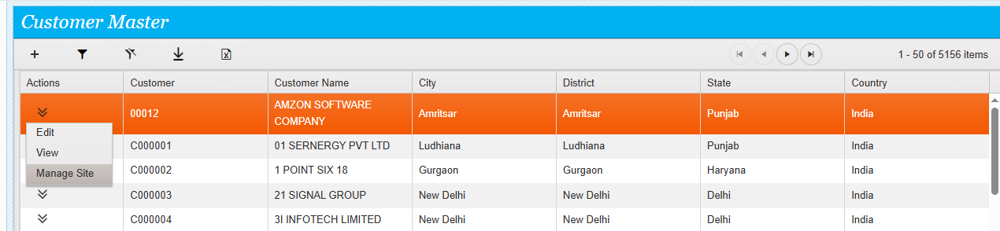 Customer Master
1 - 50 of 5156 items
Actions Customer Customer Name City District State Country
00012 AMZON SOFTWARE COMPANY Amritsar Amritsar Punjab India
Edit
C000001 01 SERNERGY PVT LTD Ludhiana Ludhiana Punjab India
View
C000002 1 POINT SIX 18 Gurgaon Gurgaon Haryana India
Manage Site
C000003 21 SIGNAL GROUP New Delhi New Delhi Delhi India
C000004 3I INFOTECH LIMITED New Delhi New Delhi Delhi India